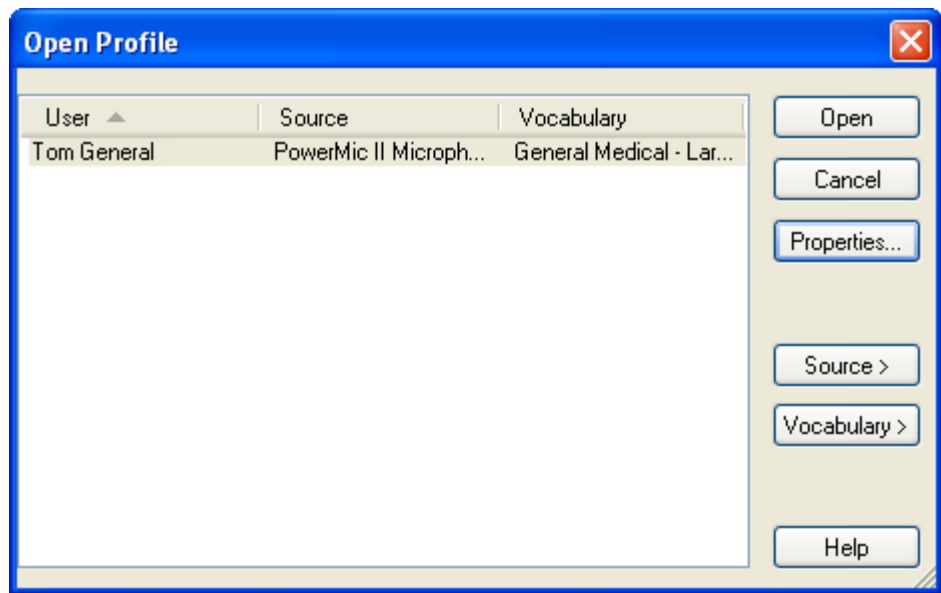 Open Profile
User Source Vocabulary
Tom General PowerMic II Microph... General Medical - Lar...
Open
Cancel
Properties...
Source >
Vocabulary >
Help